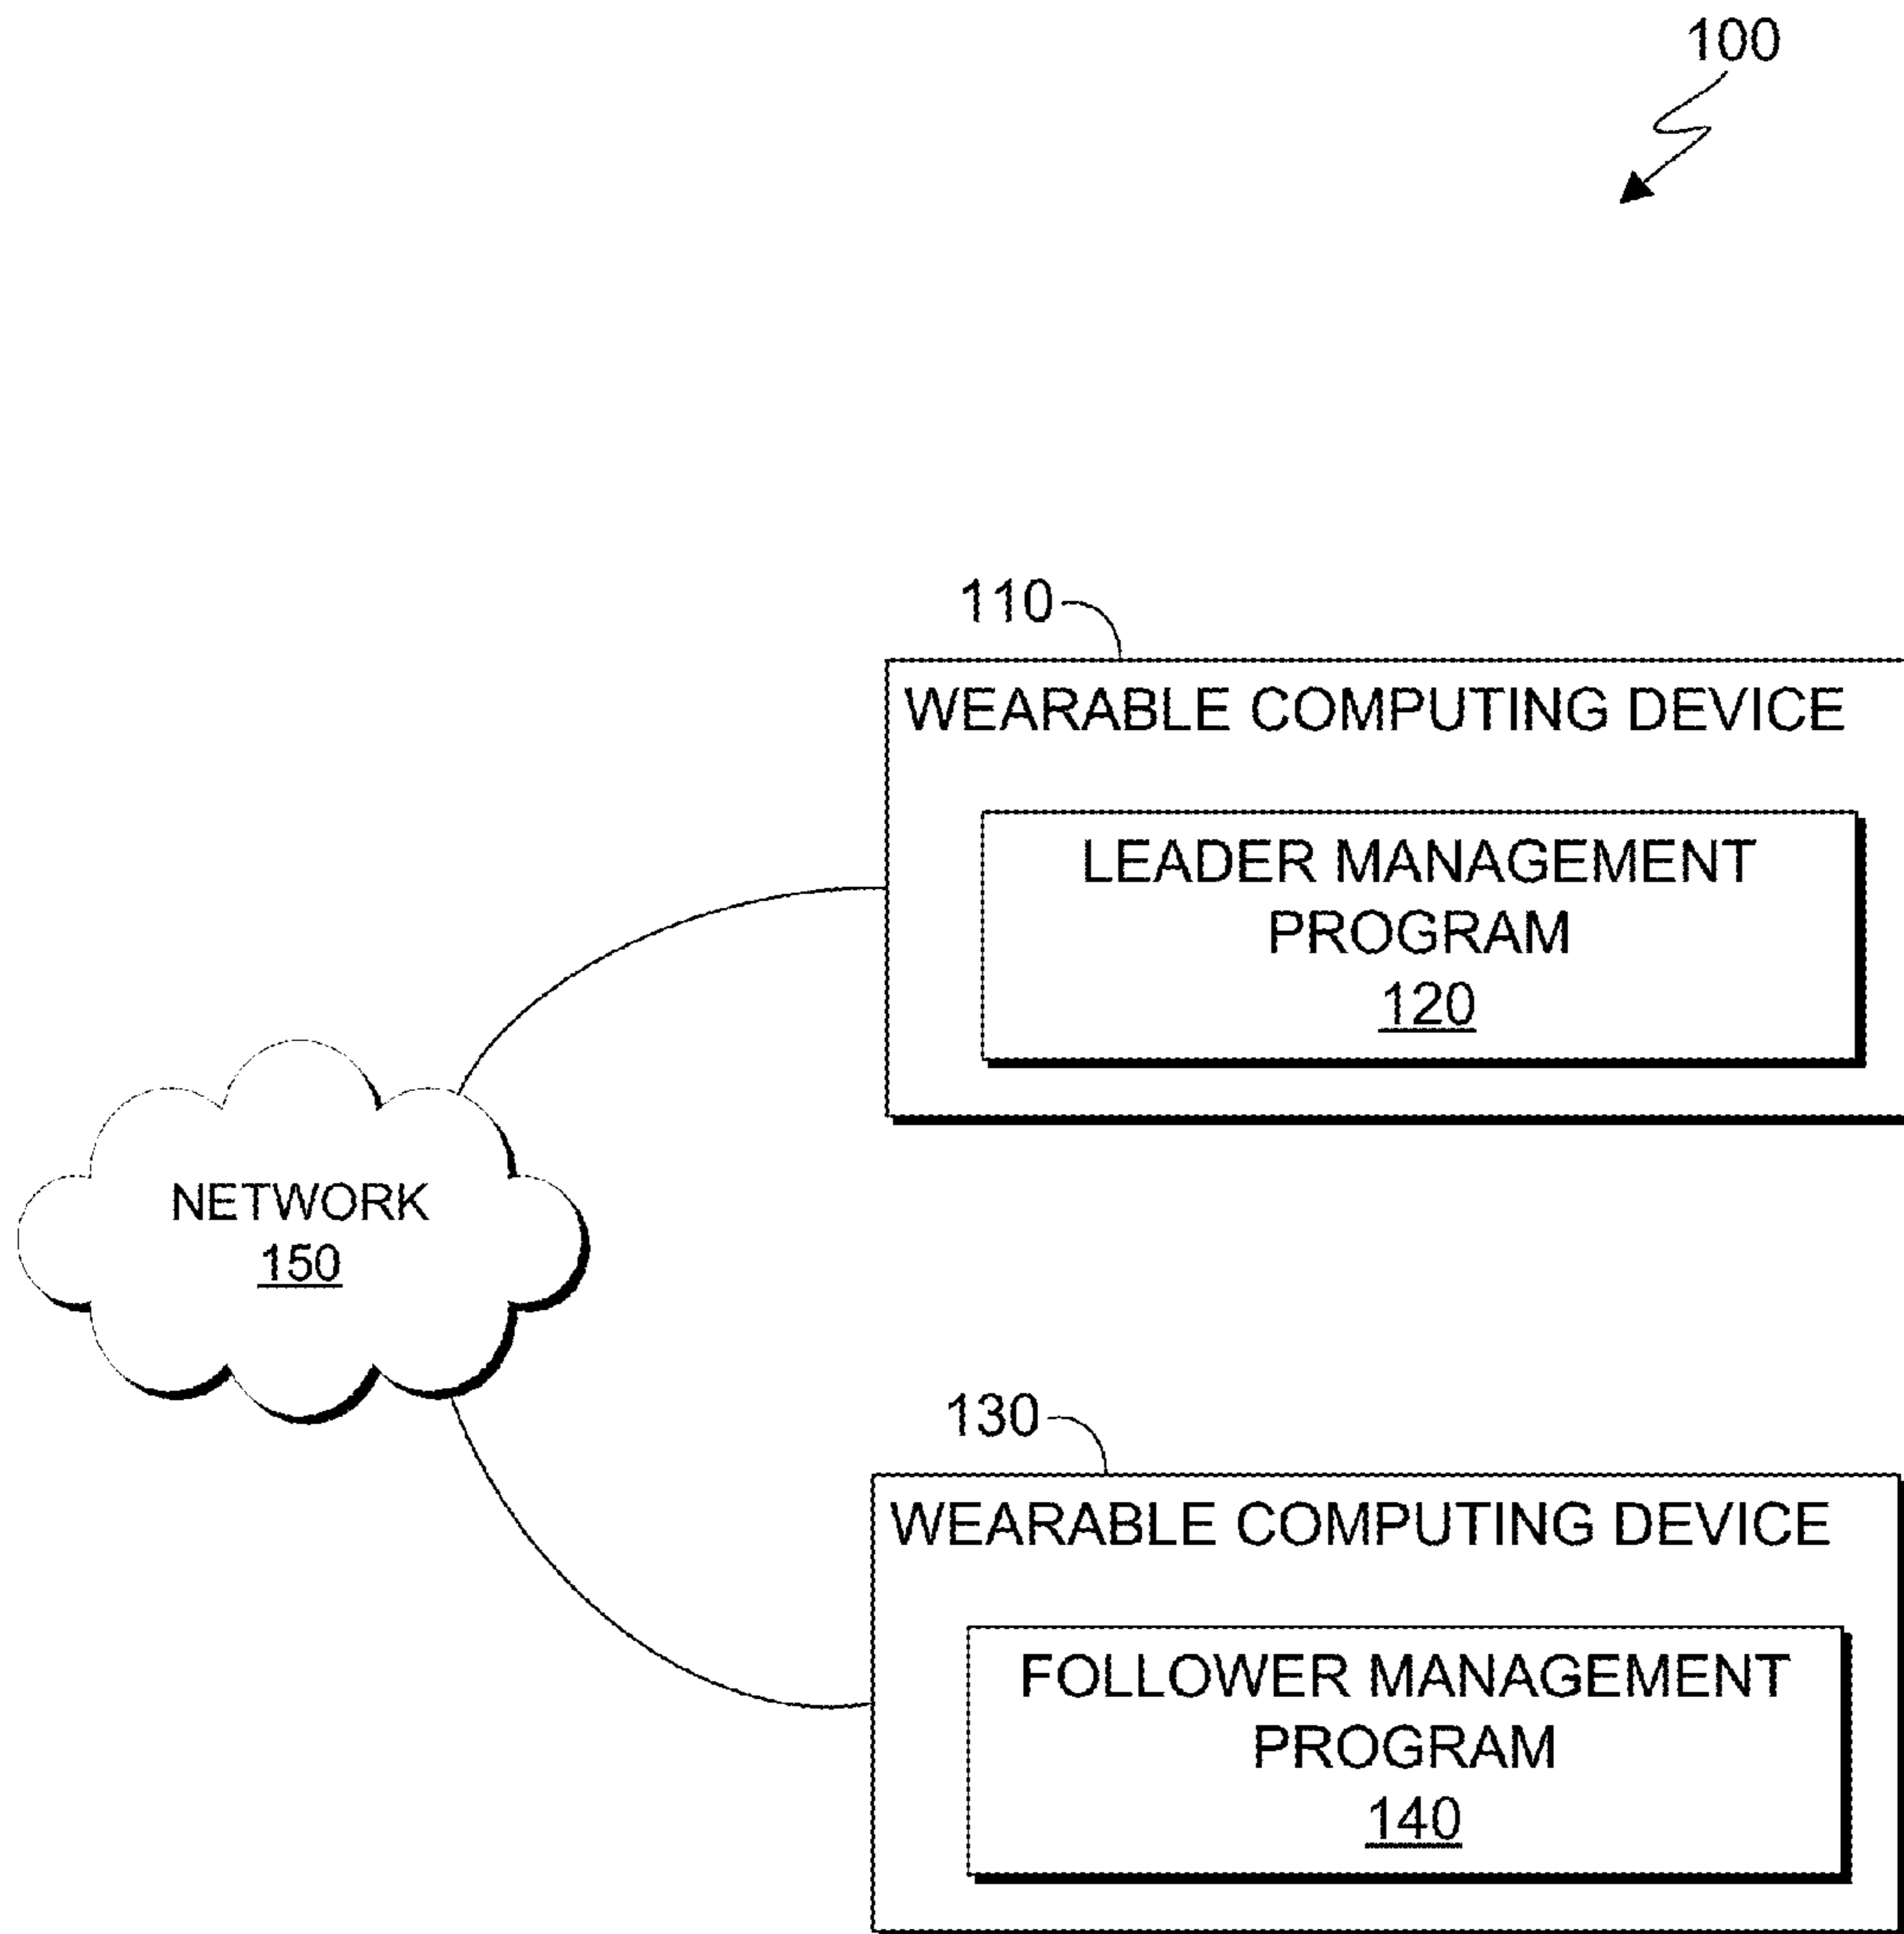 100
110
WEARABLE COMPUTING DEVICE
LEADER MANAGEMENT
PROGRAM
120
NETWORK
150
130
WEARABLE COMPUTING DEVICE
FOLLOWER MANAGEMENT
PROGRAM
140